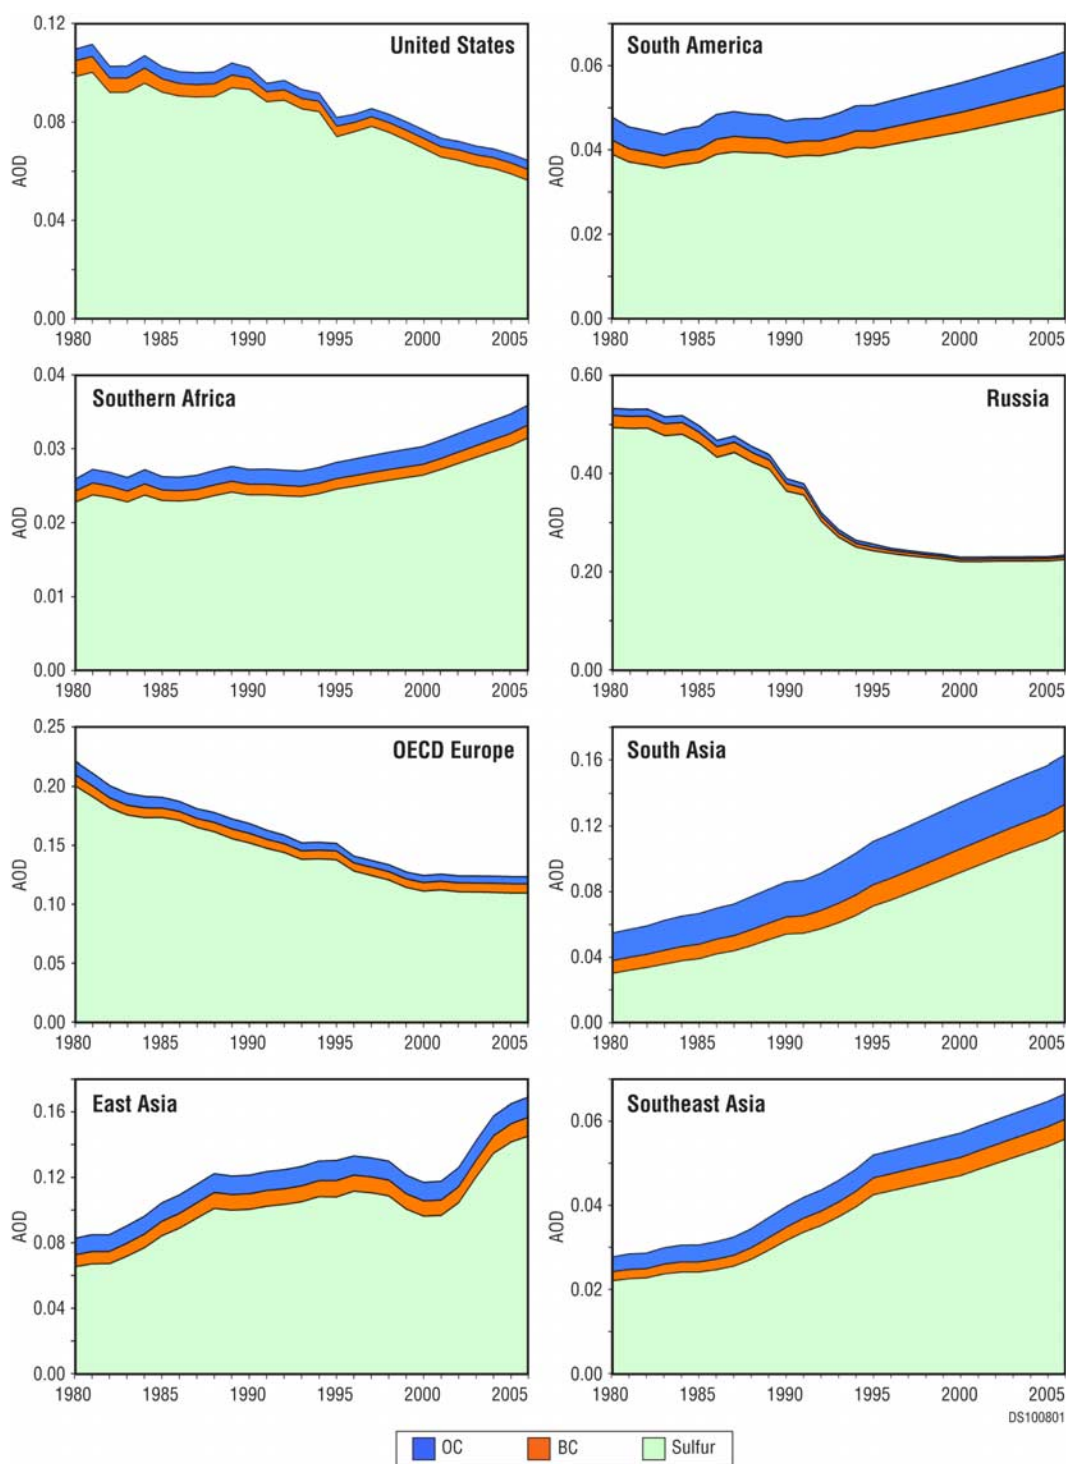 United States
0.12
0.08
0.04
0.00
AOD
1980 1985 1990 1995 2000 2005
South America
0.06
0.04
0.02
0.00
AOD
1980 1985 1990 1995 2000 2005
Southern Africa
0.04
0.03
0.02
0.01
0.00
AOD
1980 1985 1990 1995 2000 2005
Russia
0.60
0.40
0.20
0.00
AOD
1980 1985 1990 1995 2000 2005
OECD Europe
0.25
0.20
0.15
0.10
0.05
0.00
AOD
1980 1985 1990 1995 2000 2005
South Asia
0.16
0.12
0.08
0.04
0.00
AOD
1980 1985 1990 1995 2000 2005
East Asia
0.16
0.12
0.08
0.04
0.00
AOD
1980 1985 1990 1995 2000 2005
Southeast Asia
0.06
0.04
0.02
0.00
AOD
1980 1985 1990 1995 2000 2005
DS100801
OC BC Sulfur